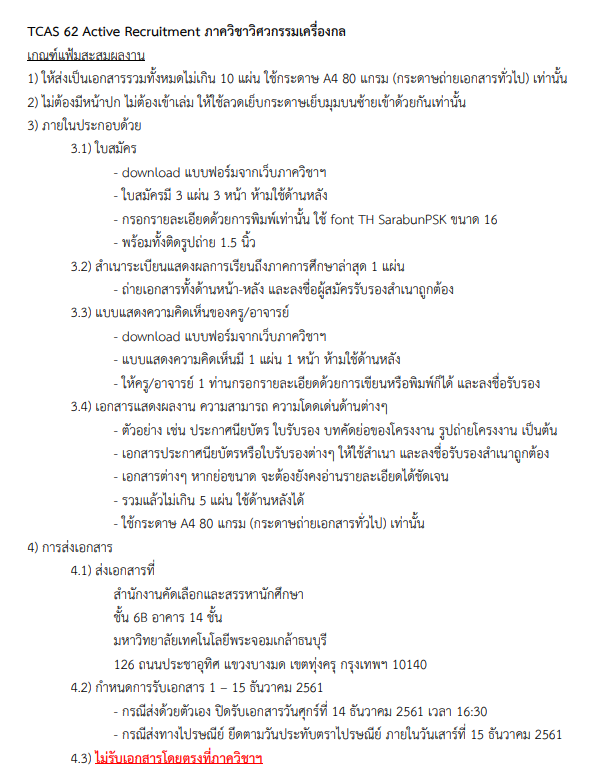 TCAS 62 Active Recruitment ภาควิชาวิศวกรรมเครื่องกล
เกณฑ์แฟ้มสะสมผลงาน
1) ให้ส่งเป็นเอกสารรวมทั้งหมดไม่เกิน 10 แผ่น ใช้กระดาษ A4 80 แกรม (กระดาษถ่ายเอกสารทั่วไป) เท่านั้น
2) ไม่ต้องมีหน้าปก ไม่ต้องเข้าเล่ม ให้ใช้ลวดเย็บกระดาษเย็บมุมบนซ้ายเข้าด้วยกันเท่านั้น
3) ภายในประกอบด้วย
3.1) ใบสมัคร
- download แบบฟอร์มจากเว็บภาควิชาฯ
- ใบสมัครมี 3 แผ่น 3 หน้า ห้ามใช้ด้านหลัง
- กรอกรายละเอียดด้วยการพิมพ์เท่านั้น ใช้ font TH SarabunPSK ขนาด 16
- พร้อมทั้งติดรูปถ่าย 1.5 นิ้ว
3.2) สำเนาระเบียนแสดงผลการเรียนถึงภาคการศึกษาล่าสุด 1 แผ่น
- ถ่ายเอกสารทั้งด้านหน้า-หลัง และลงชื่อผู้สมัครรับรองสำเนาถูกต้อง
3.3) แบบแสดงความคิดเห็นของครู/อาจารย์
- download แบบฟอร์มจากเว็บภาควิชาฯ
- แบบแสดงความคิดเห็นมี 1 แผ่น 1 หน้า ห้ามใช้ด้านหลัง
- ให้ครู/อาจารย์ 1 ท่านกรอกรายละเอียดด้วยการเขียนหรือพิมพ์ก็ได้ และลงชื่อรับรอง
3.4) เอกสารแสดงผลงาน ความสามารถ ความโดดเด่นด้านต่างๆ
- ตัวอย่าง เช่น ประกาศนียบัตร ใบรับรอง บทคัดย่อของโครงงาน รูปถ่ายโครงงาน เป็นต้น
- เอกสารประกาศนียบัตรหรือใบรับรองต่างๆ ให้ใช้สำเนา และลงชื่อรับรองสำเนาถูกต้อง
- เอกสารต่างๆ หากย่อขนาด จะต้องยังคงอ่านรายละเอียดได้ชัดเจน
- รวมแล้วไม่เกิน 5 แผ่น ใช้ด้านหลังได้
- ใช้กระดาษ A4 80 แกรม (กระดาษถ่ายเอกสารทั่วไป) เท่านั้น
4) การส่งเอกสาร
4.1) ส่งเอกสารที่
สำนักงานคัดเลือกและสรรหานักศึกษา
ชั้น 6B อาคาร 14 ชั้น
มหาวิทยาลัยเทคโนโลยีพระจอมเกล้าธนบุรี
126 ถนนประชาอุทิศ แขวงบางมด เขตทุ่งครุ กรุงเทพฯ 10140
4.2) กำหนดการรับเอกสาร 1 – 15 ธันวาคม 2561
- กรณีส่งด้วยตัวเอง ปิดรับเอกสารวันศุกร์ที่ 14 ธันวาคม 2561 เวลา 16:30
- กรณีส่งทางไปรษณีย์ ยึดตามวันประทับตราไปรษณีย์ ภายในวันเสาร์ที่ 15 ธันวาคม 2561
4.3) ไม่รับเอกสารโดยตรงที่ภาควิชาฯ